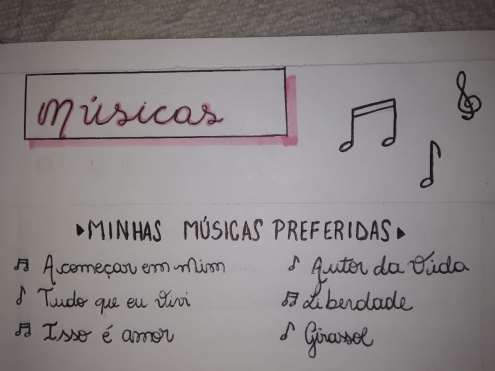 Músicas
MINHAS MÚSICAS PREFERIDAS
A começar em mim
Tudo que eu Vivi
Isso é amor
Autor da Vida
Liberdade
Girassol